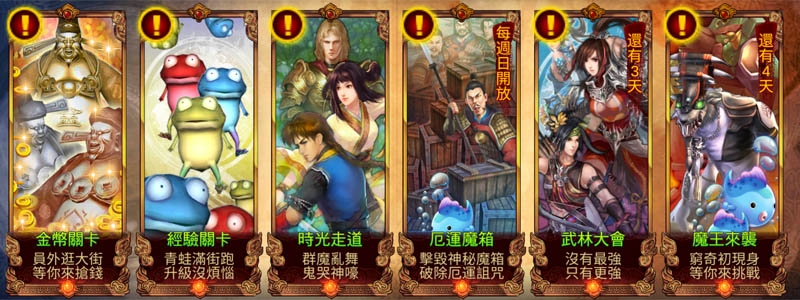 金幣關卡
員外逛大街
等你來搶錢
經驗關卡
青蛙滿街跑
升級沒煩惱
時光走道
群魔亂舞
鬼哭神嚎
每週日開放
厄運魔箱
擊毀神秘魔箱
破除厄運詛咒
還有3天
武林大會
沒有最強
只有更強
還有4天
魔王來襲
窮奇初現身
等你來挑戰